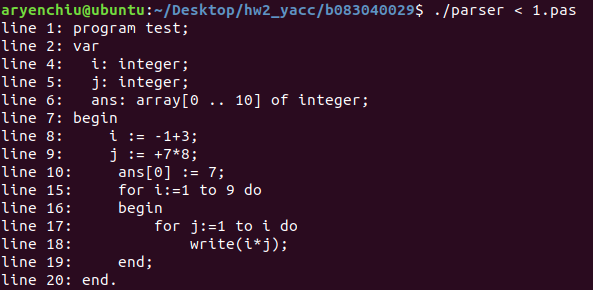 aryenchiu@ubuntu:~/Desktop/hw2_yacc/b083040029$ ./parser < 1.pas
line 1: program test;
line 2: var
line 4:   i: integer;
line 5:   j: integer;
line 6:   ans: array[0 .. 10] of integer;
line 7: begin
line 8:     i := -1+3;
line 9:     j := +7*8;
line 10:     ans[0] := 7;
line 15:     for i:=1 to 9 do
line 16:     begin
line 17:         for j:=1 to i do
line 18:             write(i*j);
line 19:     end;
line 20: end.